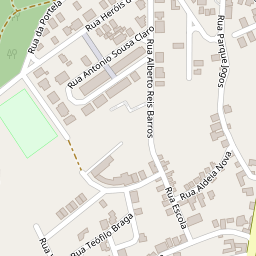 Rua Heróis
Rua da Portela
Rua Antonio Sousa Claro
Rua Alberto Reis Barros
Rua Parque Jogos
Rua Aldeia Nova
Rua Escola
Rua Teófilo Braga
Rua